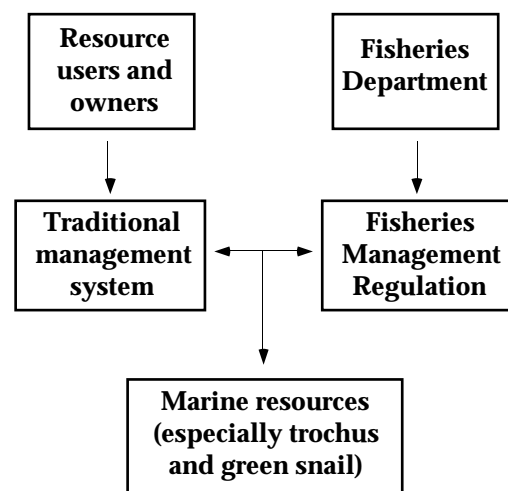 Resource
users and
owners
Fisheries
Department
Traditional
management
system
Fisheries
Management
Regulation
Marine resources
(especially trochus
and green snail)